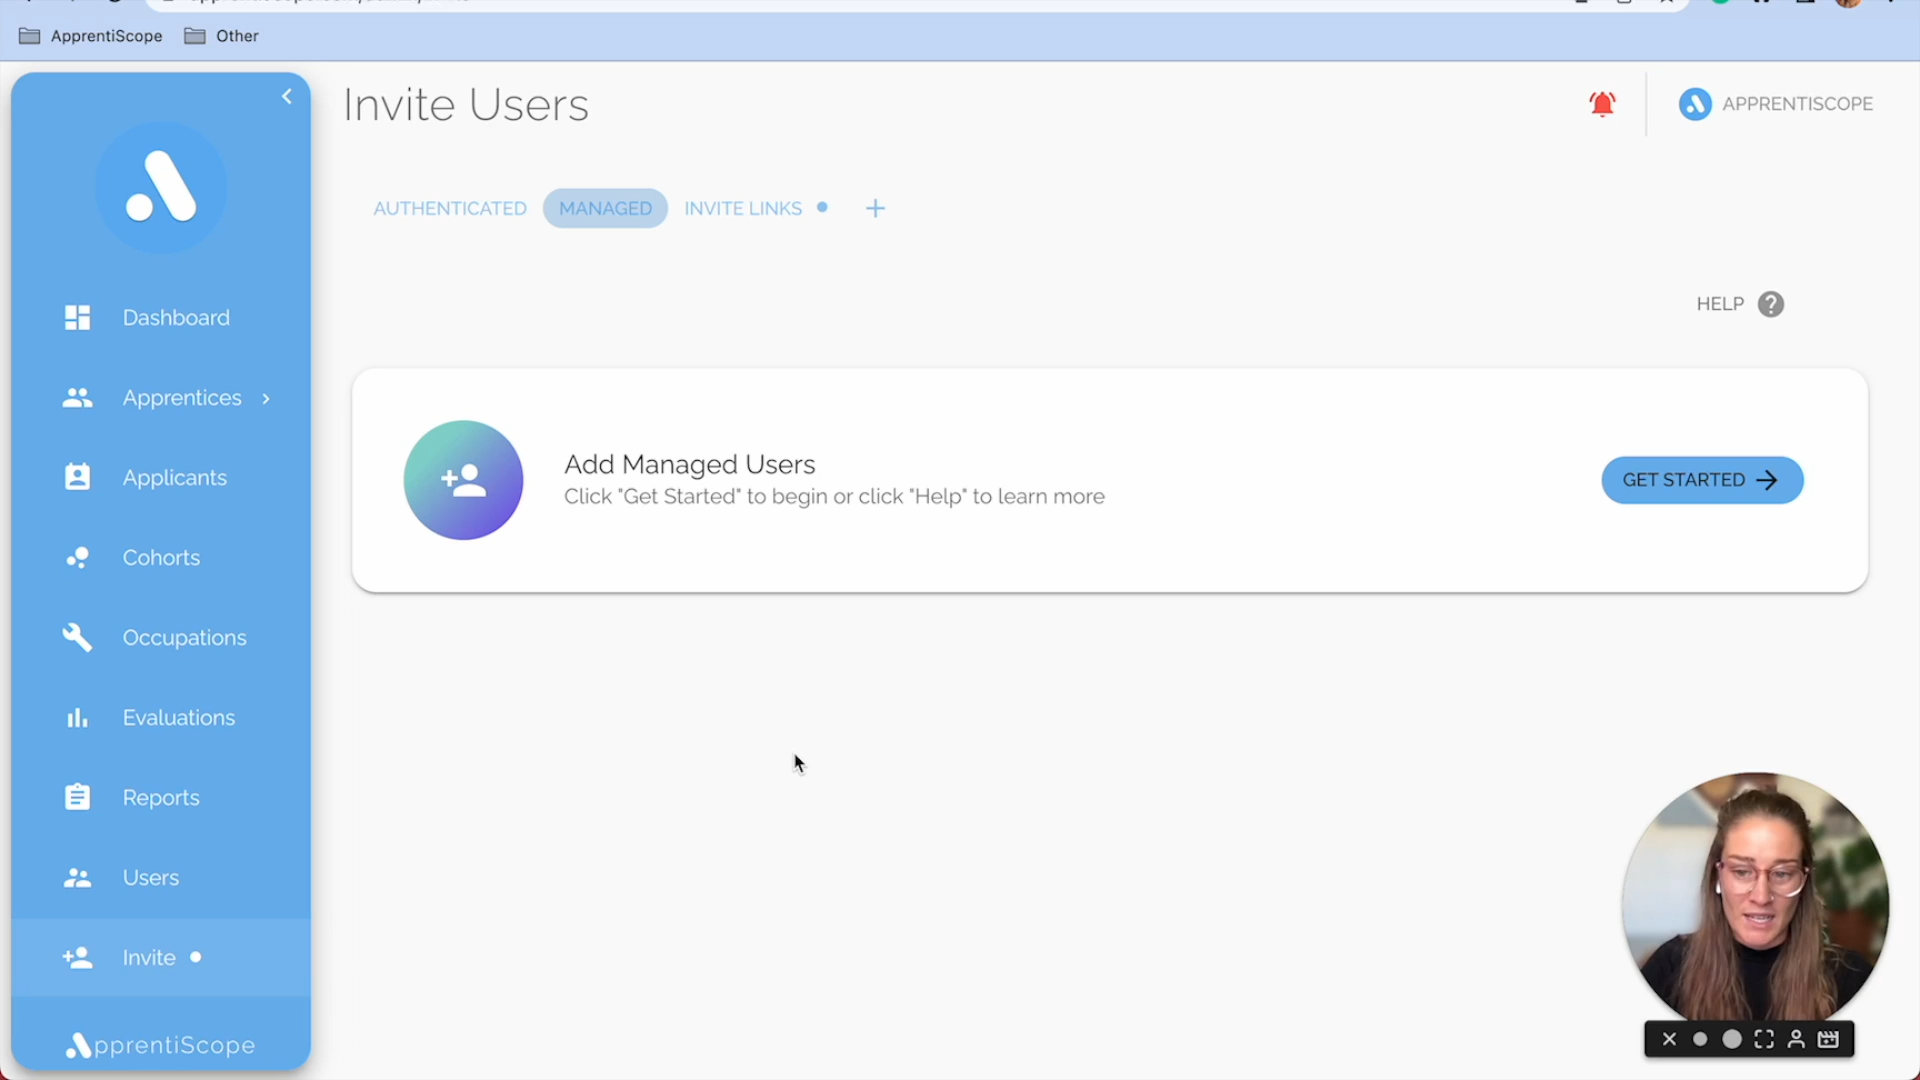 ApprentiScope Other
Invite Users
APPRENTISCOPE
AUTHENTICATED MANAGED INVITE LINKS
HELP
Add Managed Users
Click "Get Started" to begin or click "Help" to learn more
GET STARTED
Dashboard
Apprentices
Applicants
Cohorts
Occupations
Evaluations
Reports
Users
Invite
ApprentiScope